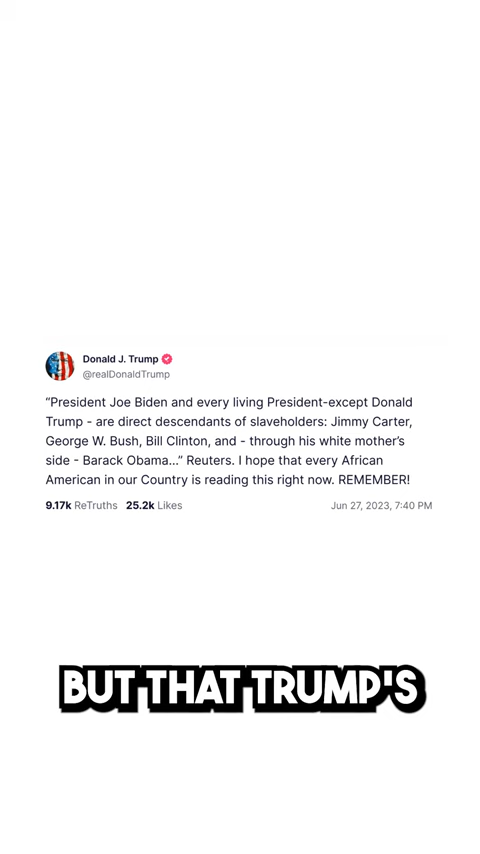 Donald J. Trump
@realDonaldTrump
“President Joe Biden and every living President-except Donald
Trump - are direct descendants of slaveholders: Jimmy Carter,
George W. Bush, Bill Clinton, and - through his white mother’s
side - Barack Obama...” Reuters. I hope that every African
American in our Country is reading this right now. REMEMBER!
9.17k ReTruths 25.2k Likes Jun 27, 2023, 7:40 PM
BUT THAT TRUMP'S